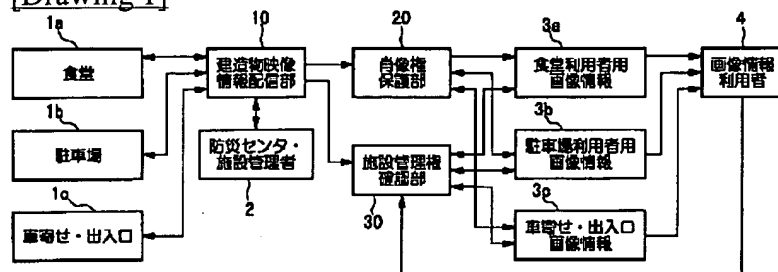 [Drawing 1]
1a
食堂
1b
駐車場
1c
車寄せ・出入口
10
建造物映像
情報配信部
防災センタ・
施設管理者
2
20
肖像権
保護部
施設管理権
確認部
30
3a
食堂利用者用
画像情報
3b
駐車場利用者用
画像情報
3c
車寄せ・出入口
画像情報
4
画像情報
利用者